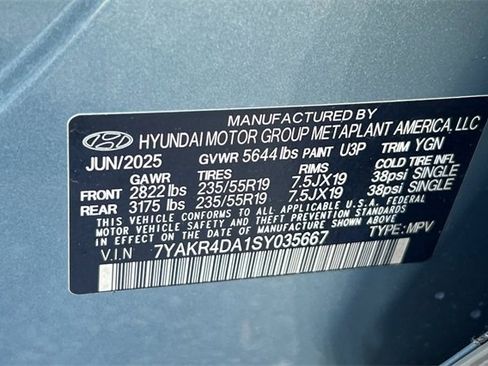 MANUFACTURED BY
HYUNDAI MOTOR GROUP METAPLANT AMERICA, LLC
JUN/2025 GVWR 5644 lbs PAINT U3P TRIM YGN
GAWR TIRES RIMS COLD TIRE INFL
FRONT 2822 lbs 235/55R19 7.5JX19 38psi SINGLE
REAR 3175 lbs 235/55R19 7.5JX19 38psi SINGLE
THIS VEHICLE CONFORMS TO ALL APPLICABLE U.S.A. FEDERAL
MOTOR VEHICLE SAFETY, BUMPER, AND THEFT PREVENTION
STANDARDS IN EFFECT ON THE DATE OF MANUFACTURE SHOWN ABOVE.
V.I.N 7YAKR4DA1SY035667 TYPE: MPV